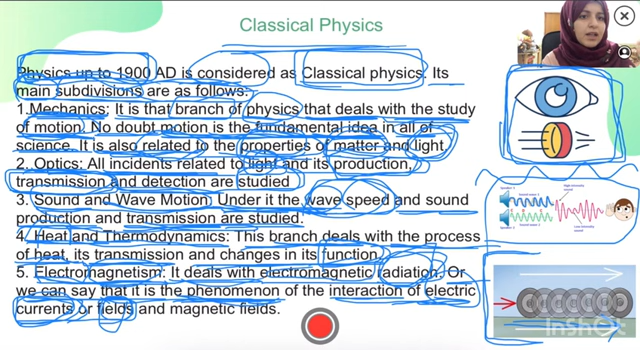 Classical Physics
Physics up to 1900 AD is considered as Classical physics. Its
main subdivisions are as follows:
1.Mechanics: It is that branch of physics that deals with the study
of motion. No doubt motion is the fundamental idea in all of
science. It is also related to the properties of matter and light.
2. Optics: All incidents related to light and its production,
transmission and detection are studied
3. Sound and Wave Motion: Under it the wave speed and sound
production and transmission are studied.
4. Heat and Thermodynamics: This branch deals with the process
of heat, its transmission and changes in its function.
5. Electromagnetism: It deals with electromagnetic radiation. Or
we can say that it is the phenomenon of the interaction of electric
currents or fields and magnetic fields.
High intensity
sound
InShot